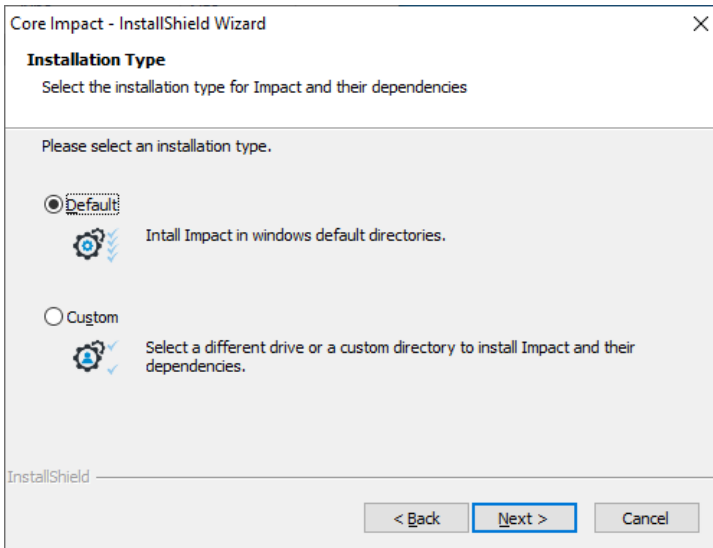 Core Impact - InstallShield Wizard
Installation Type
Select the installation type for Impact and their dependencies
Please select an installation type.
Default
Intall Impact in windows default directories.
Custom
Select a different drive or a custom directory to install Impact and their
dependencies.
InstallShield
< Back
Next >
Cancel